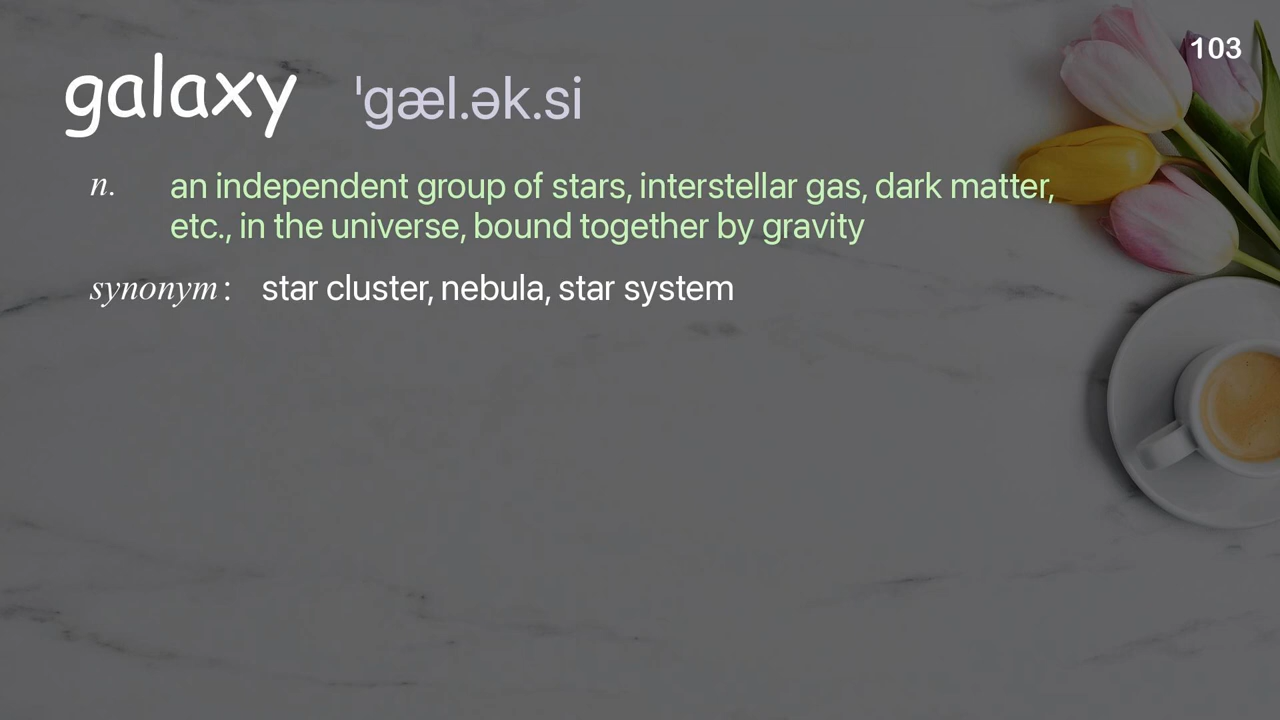 103
galaxy ˈgæl.ək.si
n. an independent group of stars, interstellar gas, dark matter,
etc., in the universe, bound together by gravity
synonym : star cluster, nebula, star system